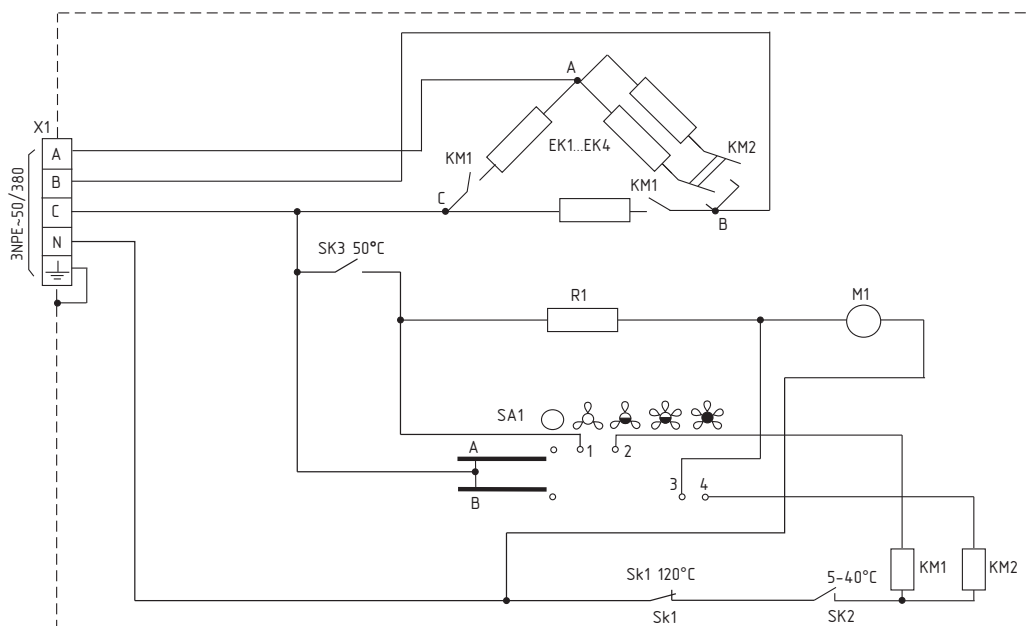 A
X1
A
KM1
EK1...EK4
KM2
B
KM1
3NPE~50/380
C
C
B
N
SK3 50°C
R1
M1
SA1
A
1
2
3
4
B
Sk1 120°C
5-40°C
KM1
KM2
Sk1
SK2